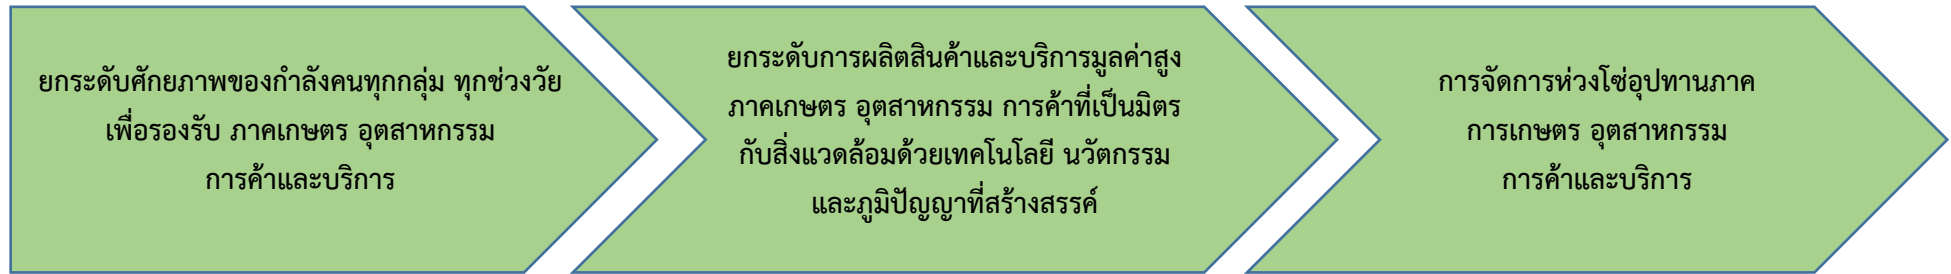 ยกระดับศักยภาพของกำลังคนทุกกลุ่ม ทุกช่วงวัย
เพื่อรองรับ ภาคเกษตร อุตสาหกรรม
การค้าและบริการ
ยกระดับการผลิตสินค้าและบริการมูลค่าสูง
ภาคเกษตร อุตสาหกรรม การค้าที่เป็นมิตร
กับสิ่งแวดล้อมด้วยเทคโนโลยี นวัตกรรม
และภูมิปัญญาที่สร้างสรรค์
การจัดการห่วงโซ่อุปทานภาค
การเกษตร อุตสาหกรรม
การค้าและบริการ